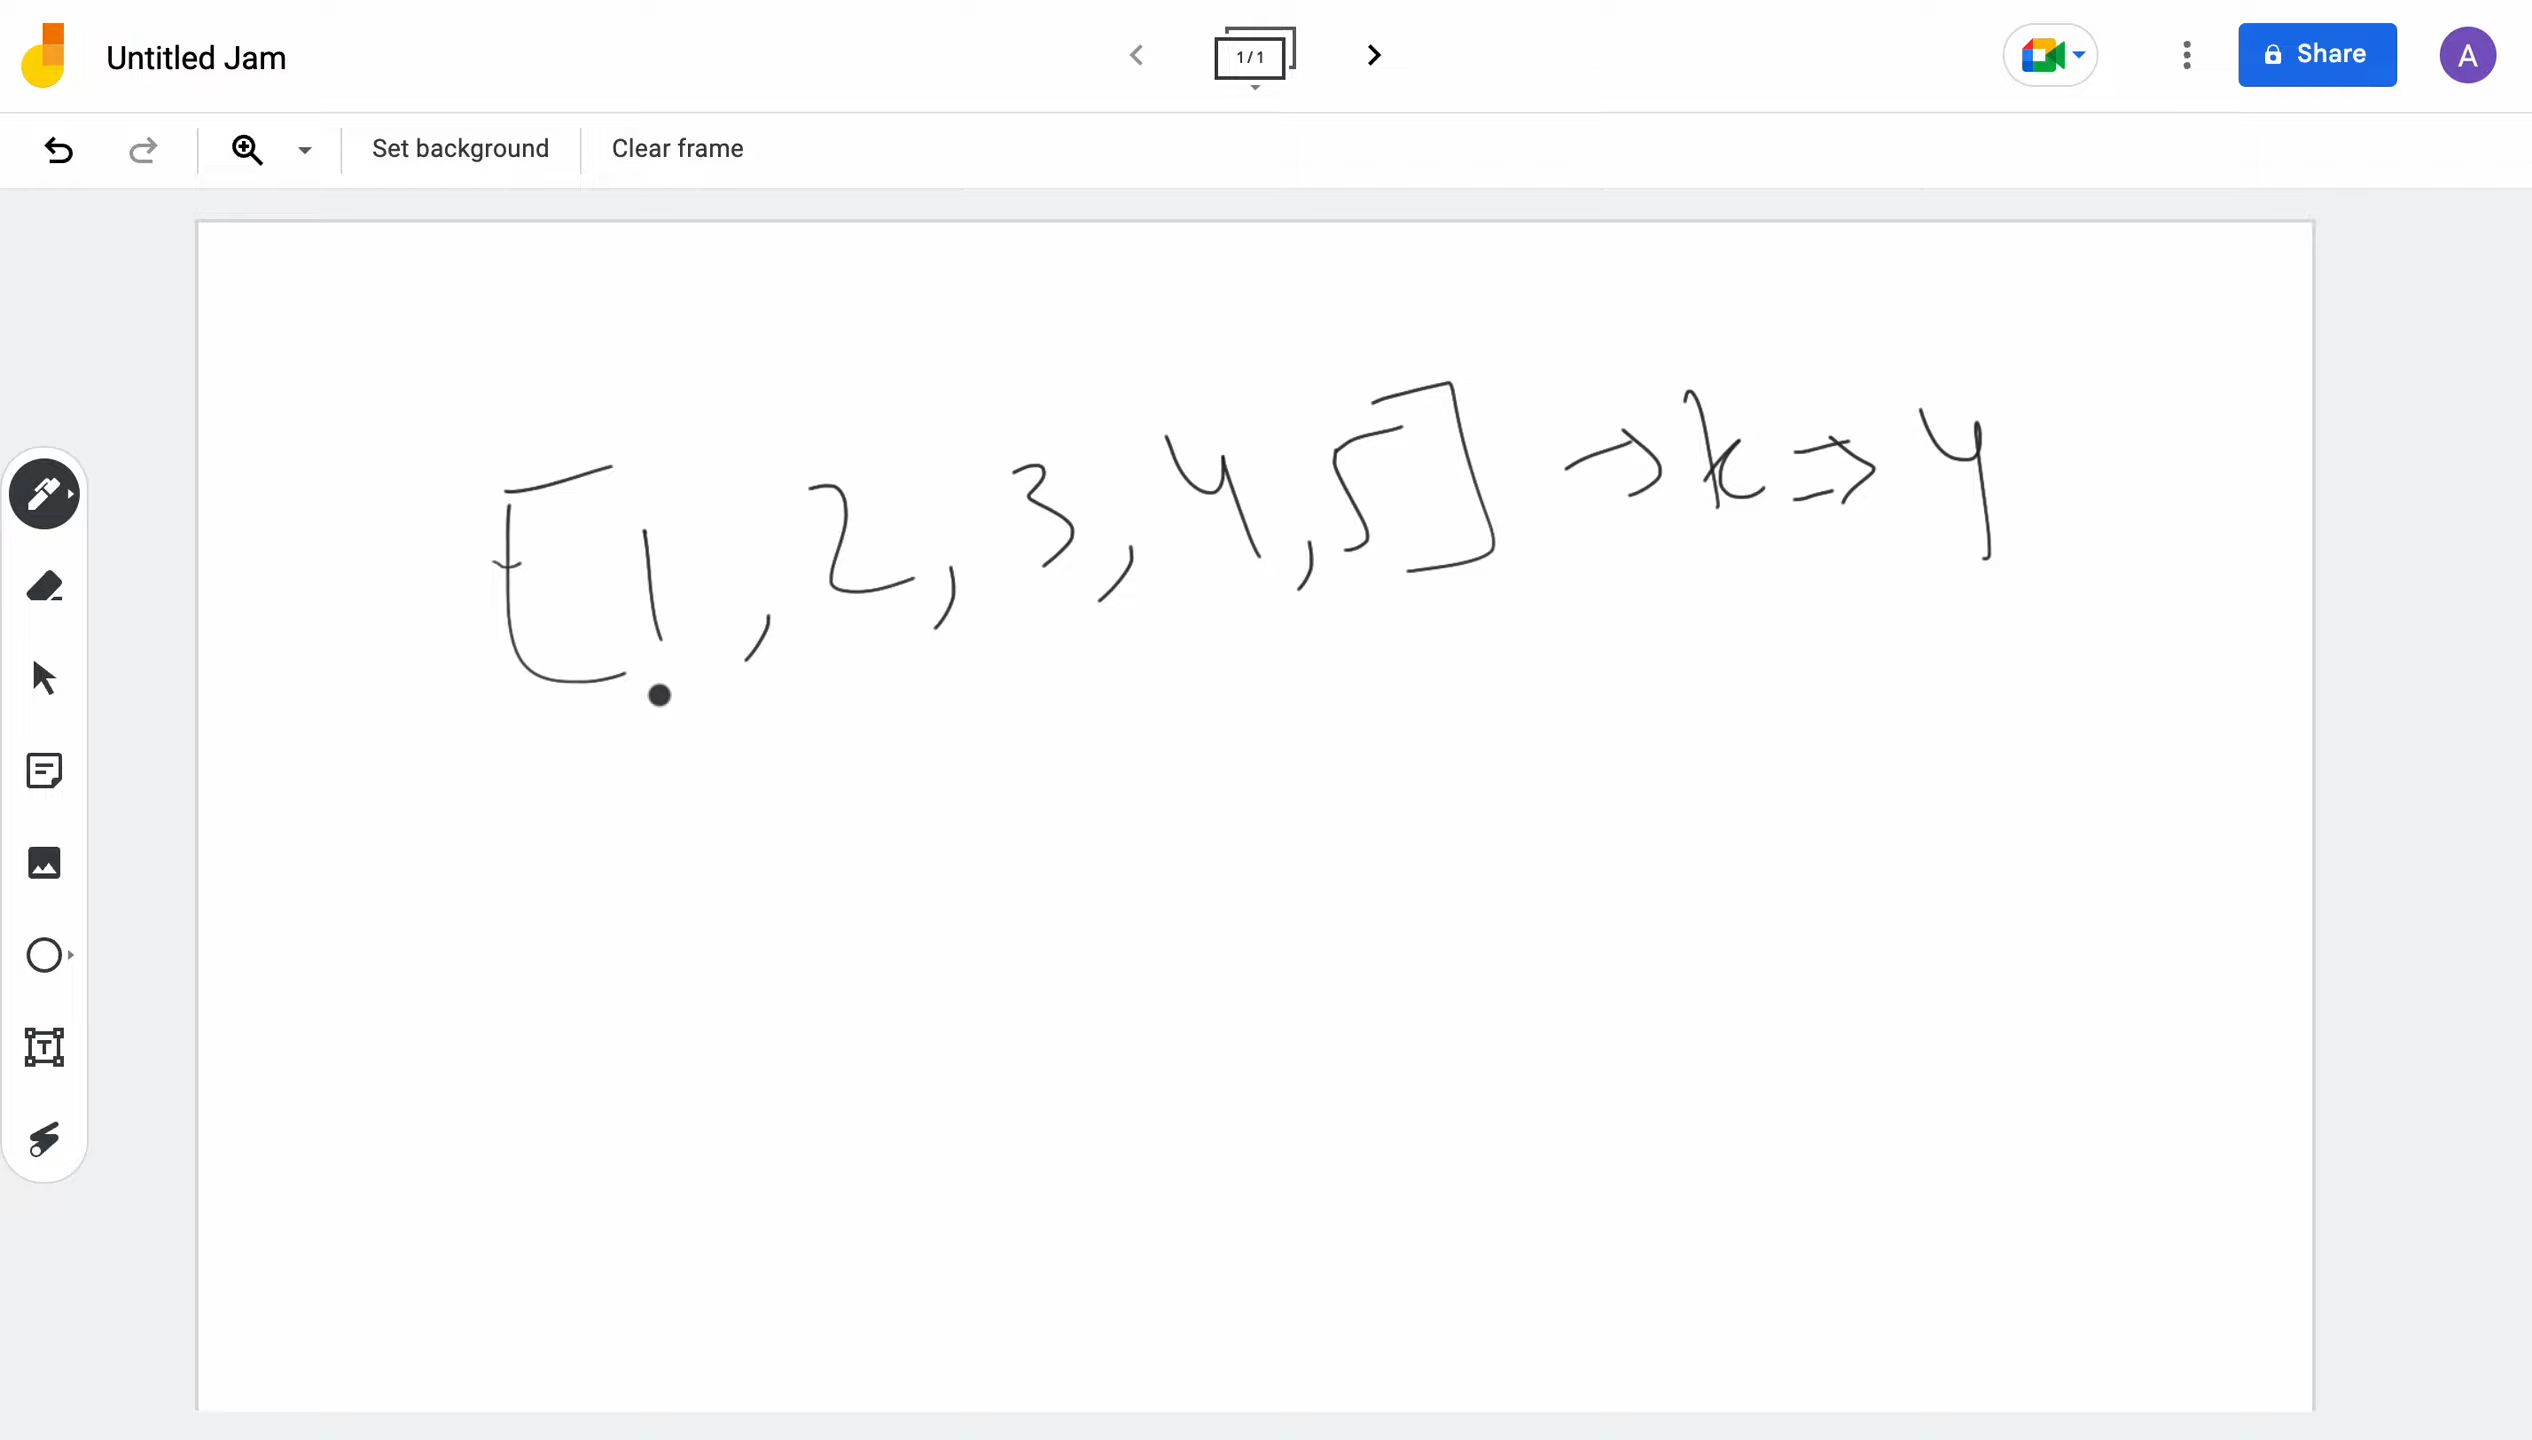 Untitled Jam
1/1
Share
A
Set background
Clear frame
[1, 2, 3, 4, 5] → k ⇒ 4